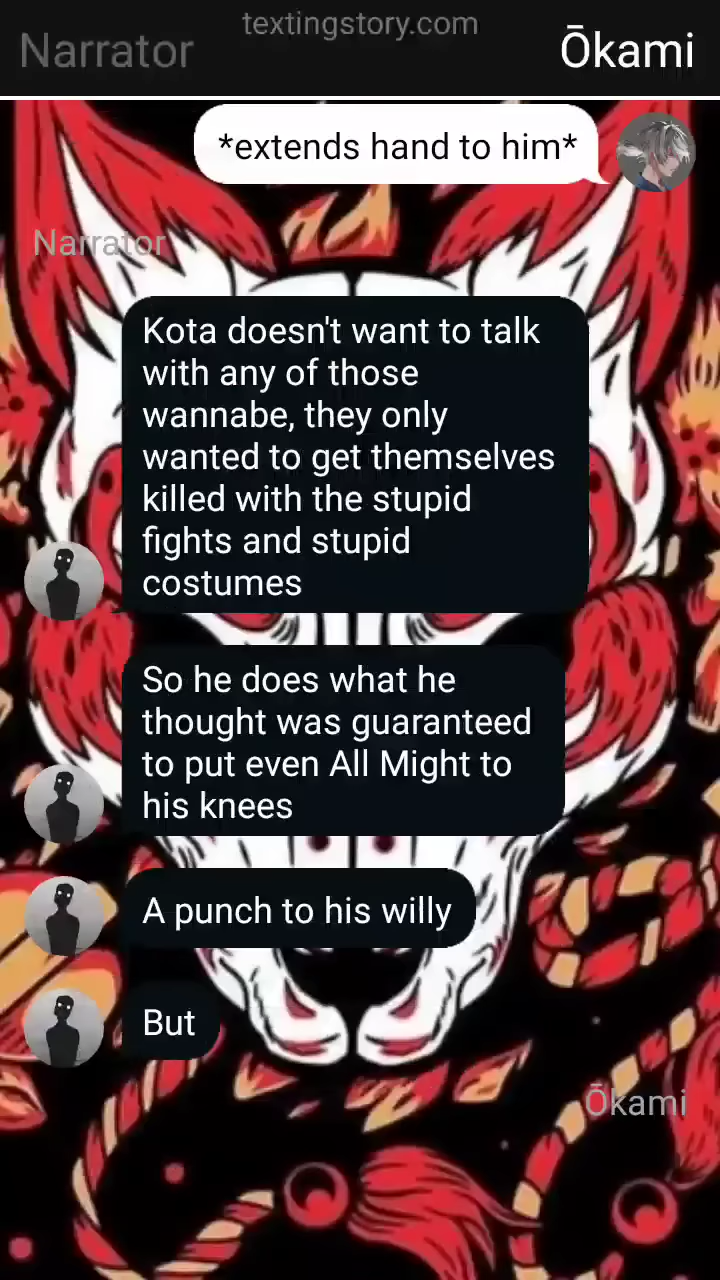 textingstory.com
Narrator
Ōkami
*extends hand to him*
Narrator
Kota doesn't want to talk
with any of those
wannabe, they only
wanted to get themselves
killed with the stupid
fights and stupid
costumes
So he does what he
thought was guaranteed
to put even All Might to
his knees
A punch to his willy
But
Ōkami